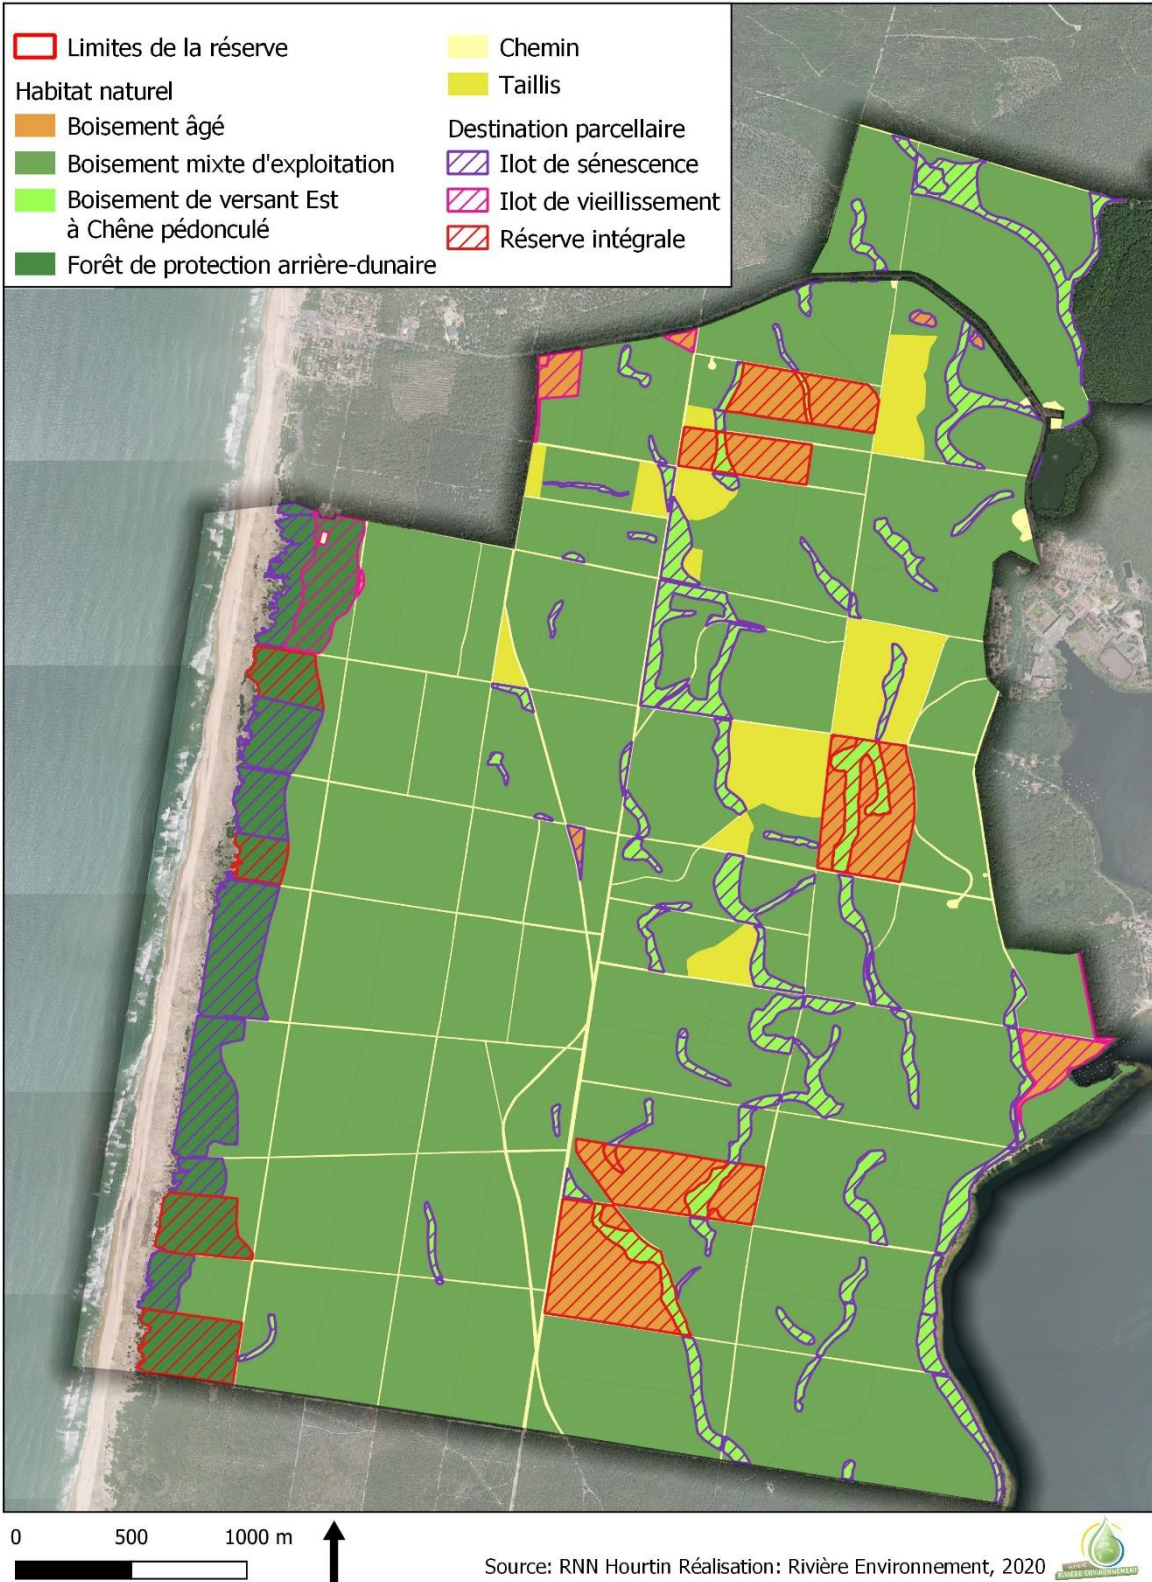 Limites de la réserve
Habitat naturel
Boisement âgé
Boisement mixte d'exploitation
Boisement de versant Est
à Chêne pédonculé
Forêt de protection arrière-dunaire
Chemin
Taillis
Destination parcellaire
Ilot de sénescence
Ilot de vieillissement
Réserve intégrale
0 500 1000 m
Source: RNN Hourtin Réalisation: Rivière Environnement, 2020
RIVIÈRE ENVIRONNEMENT